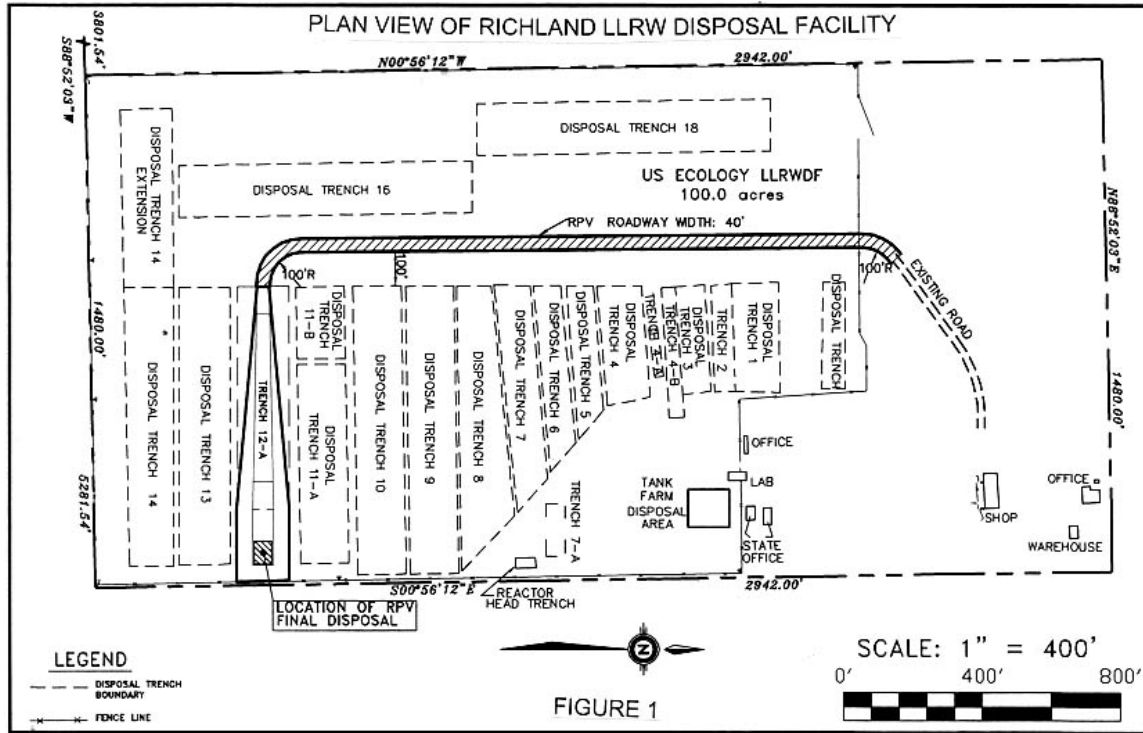 PLAN VIEW OF RICHLAND LLRW DISPOSAL FACILITY
3801.54'
S88°52'03"W
N00°56'12"W
2942.00'
DISPOSAL TRENCH 18
DISPOSAL TRENCH 14
EXTENSION
DISPOSAL TRENCH 16
US ECOLOGY LLRWDF
100.0 acres
N88°52'03"E
RPV ROADWAY WIDTH: 40'
100'R
100'
100'R
EXISTING ROAD
1480.00'
5281.54'
DISPOSAL TRENCH 14
DISPOSAL TRENCH 13
TRENCH 12-A
DISPOSAL
TRENCH
11-B
DISPOSAL
TRENCH 11-A
DISPOSAL TRENCH 10
DISPOSAL TRENCH 9
DISPOSAL TRENCH 8
DISPOSAL
TRENCH 7
DISPOSAL
TRENCH 6
DISPOSAL TRENCH 5
DISPOSAL
TRENCH 4
TRENCH
TRENCH 4-B
DISPOSAL
TRENCH 3
TRENCH 2
DISPOSAL
TRENCH 1
DISPOSAL TRENCH
1480.00'
TRENCH 7-A
OFFICE
LAB
TANK
FARM
DISPOSAL
AREA
STATE
OFFICE
SHOP
OFFICE
WAREHOUSE
S00°56'12"E
2942.00'
REACTOR
HEAD TRENCH
LOCATION OF RPV
FINAL DISPOSAL
LEGEND
DISPOSAL TRENCH
BOUNDARY
FENCE LINE
N
FIGURE 1
SCALE: 1" = 400'
0' 400' 800'